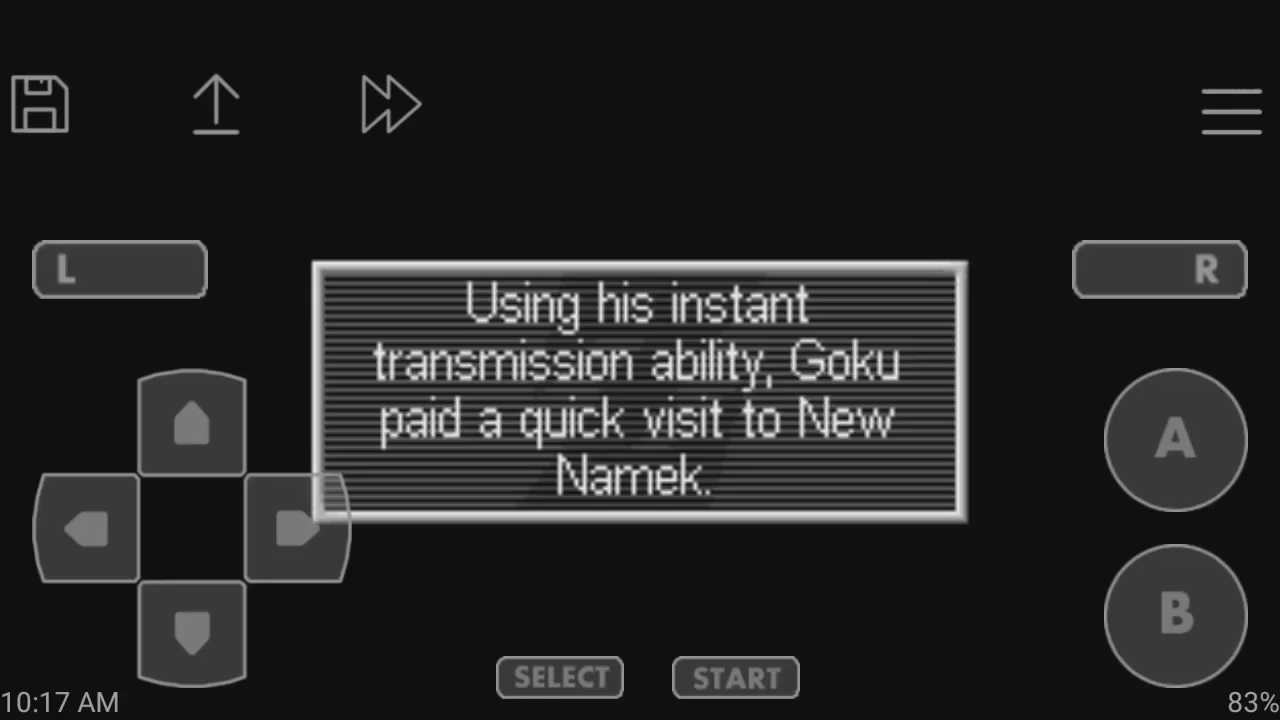 L
R
Using his instant
transmission ability, Goku
paid a quick visit to New
Namek.
A
B
SELECT
START
10:17 AM
83%